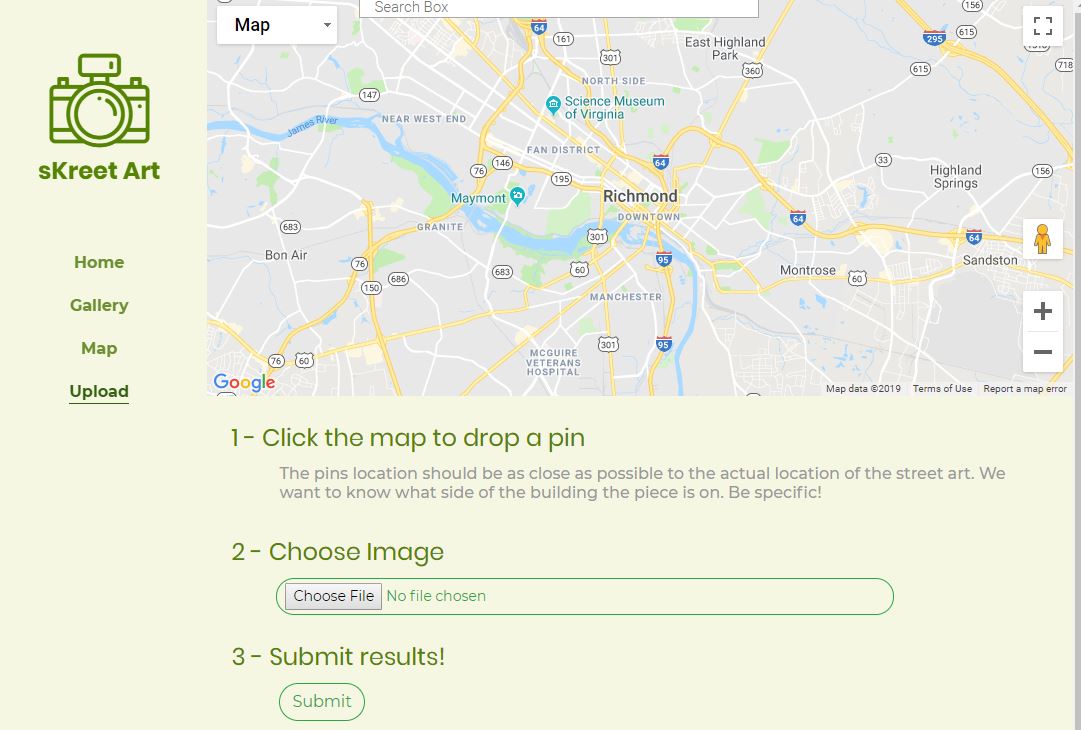 sKreet Art
Home
Gallery
Map
Upload
Map
Search Box
64
161
156
295
615
East Highland
Park
301
360
615
718
NORTH SIDE
147
Science Museum
of Virginia
James River
NEAR WEST END
FAN DISTRICT
64
33
146
76
195
Highland
Springs
156
Maymont
Richmond
DOWNTOWN
64
683
GRANITE
301
64
Bon Air
95
Sandston
76
683
60
Montrose
60
686
150
MANCHESTER
301
95
76
60
MCGUIRE
VETERANS
HOSPITAL
Google
Map data ©2019
Terms of Use
Report a map error
1 - Click the map to drop a pin
The pins location should be as close as possible to the actual location of the street art. We
want to know what side of the building the piece is on. Be specific!
2 - Choose Image
Choose File No file chosen
3 - Submit results!
Submit